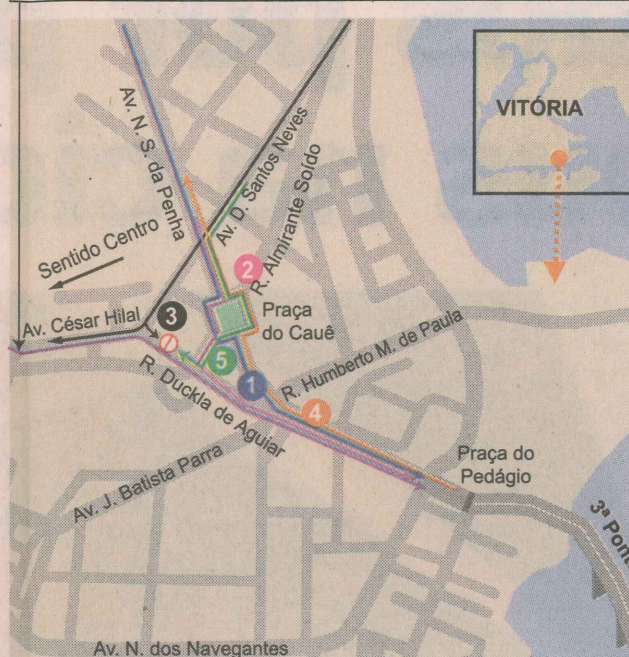 VITÓRIA
Av. N. S. da Penha
Av. D. Santos Neves
R. Almirante Soído
Sentido Centro
2
3
Praça
do Cauê
Av. César Hilal
5
1
R. Humberto M. de Paula
4
R. Duckla de Aguiar
Praça do
Pedágio
Av. J. Batista Parra
3ª
Av. N. dos Navegantes